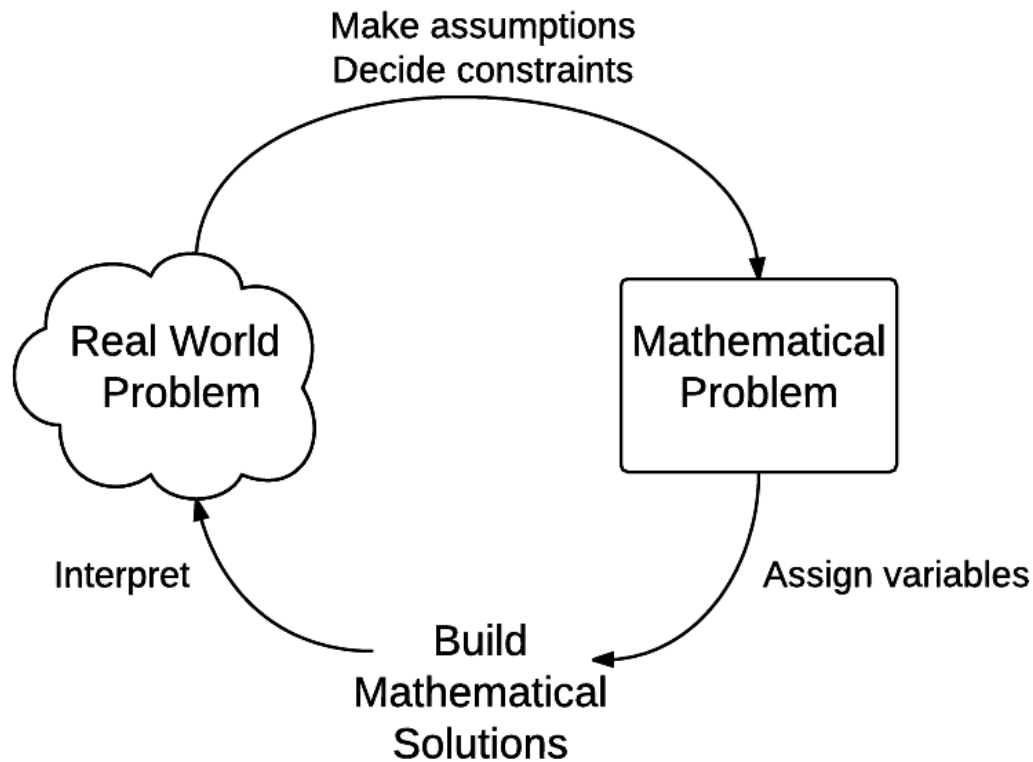 Make assumptions
Decide constraints
Real World
Problem
Mathematical
Problem
Interpret
Assign variables
Build
Mathematical
Solutions